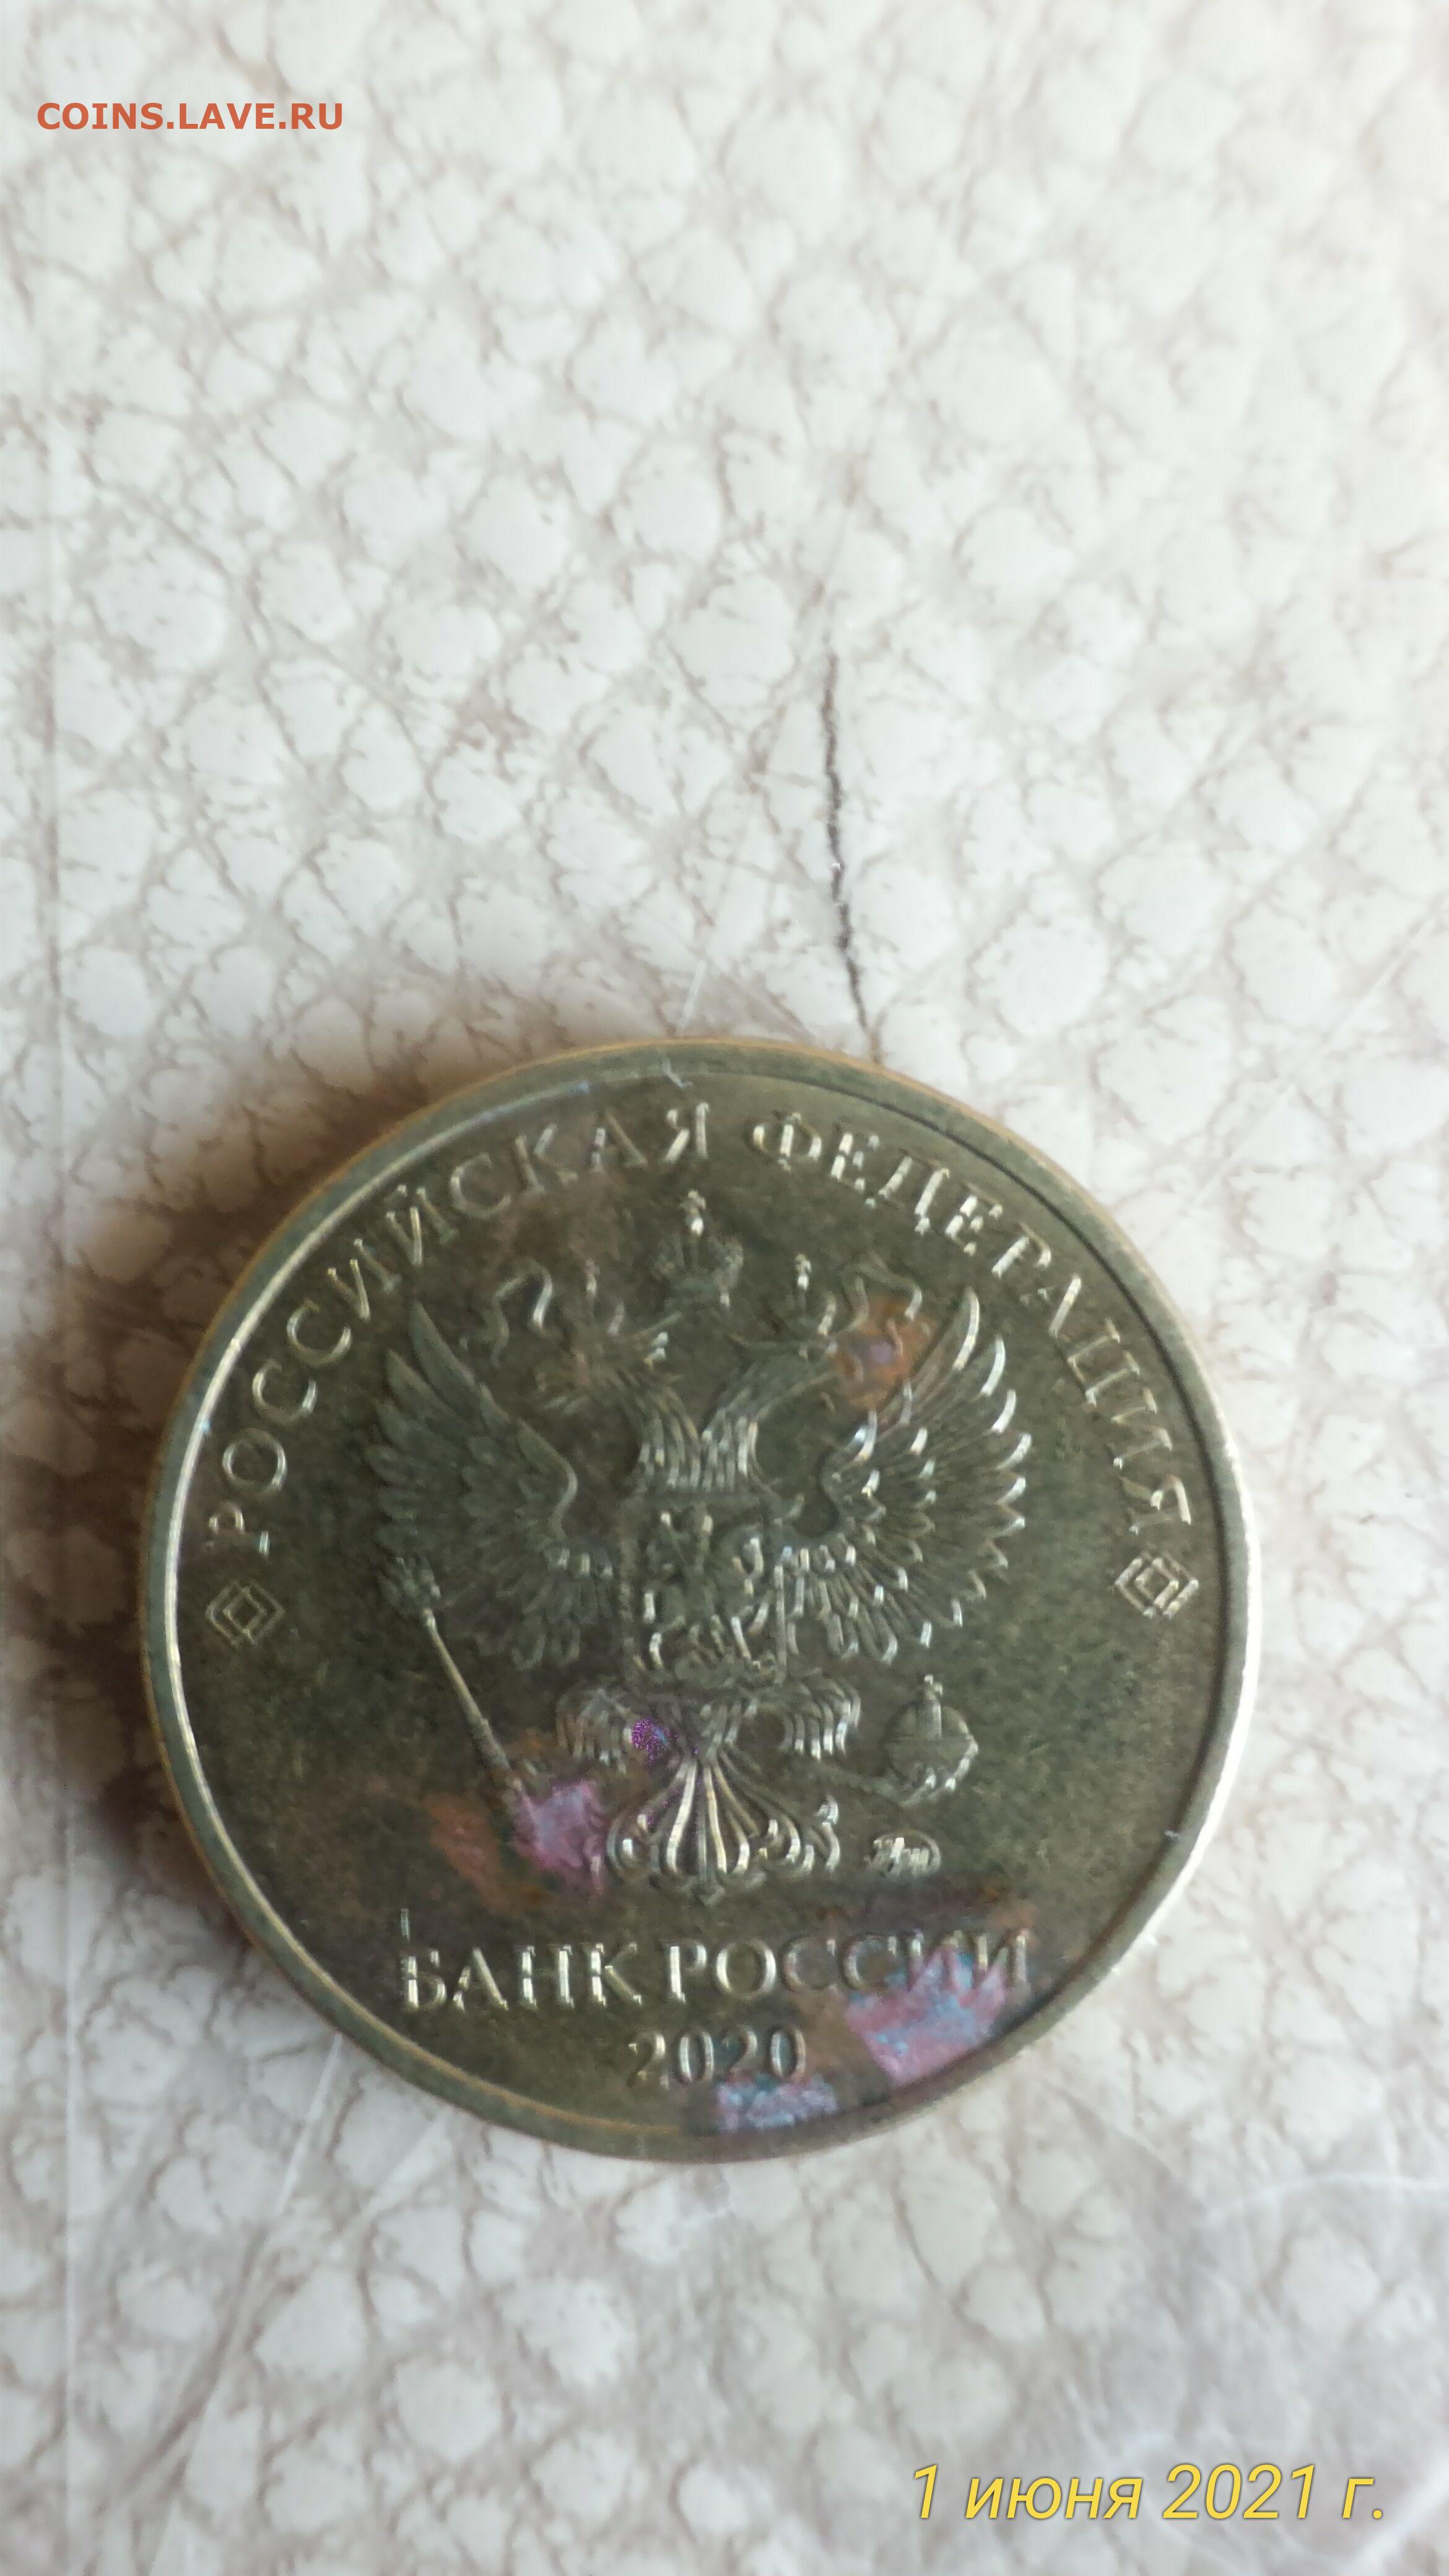 COINS.LAVE.RU
РОССИЙСКАЯ ФЕДЕРАЦИЯ
БАНК РОССИИ
2020
1 июня 2021 г.